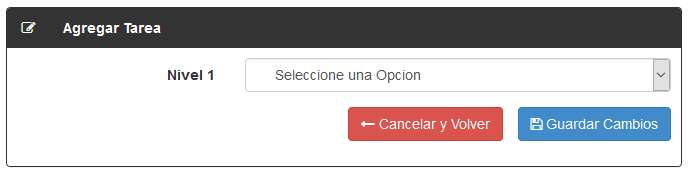 Agregar Tarea
Nivel 1 Seleccione una Opcion
Cancelar y Volver Guardar Cambios